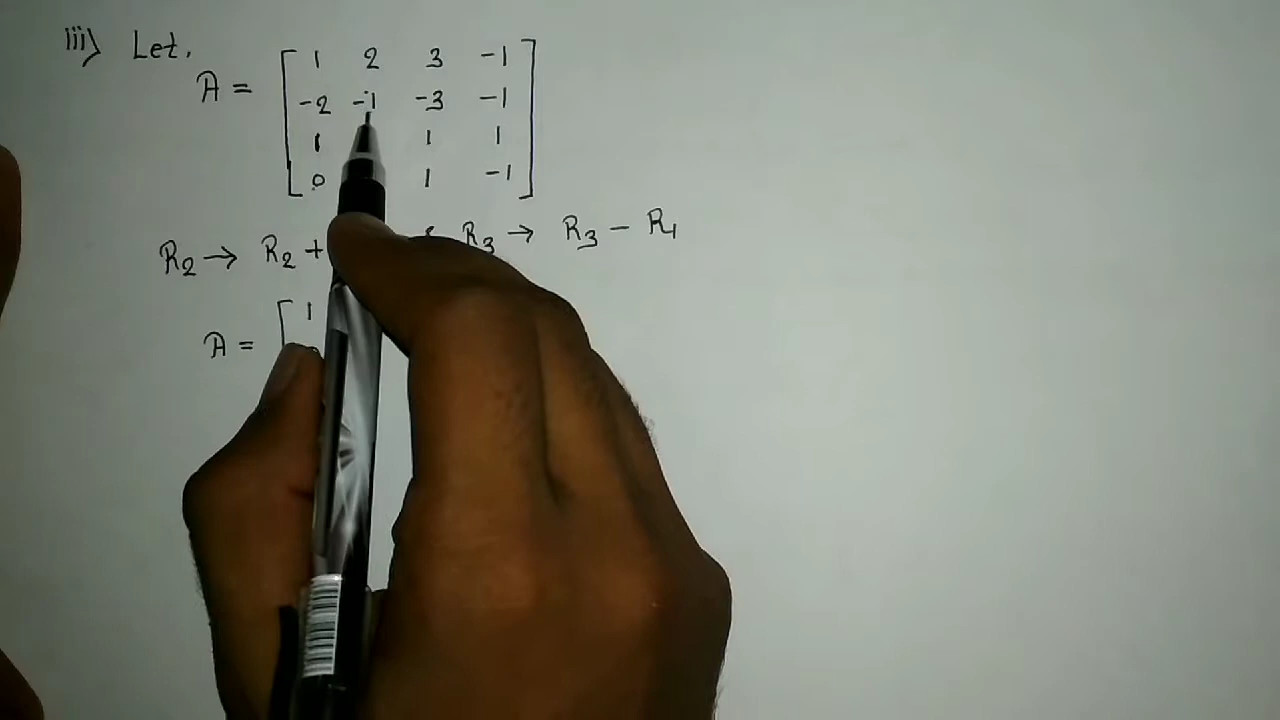 iii) Let,
A =
1 2 3 -1
-2 -1 -3 -1
1 1 1
0 1 -1
R₂ → R₂ + R₃ → R₃ - R₁
A = [ 1